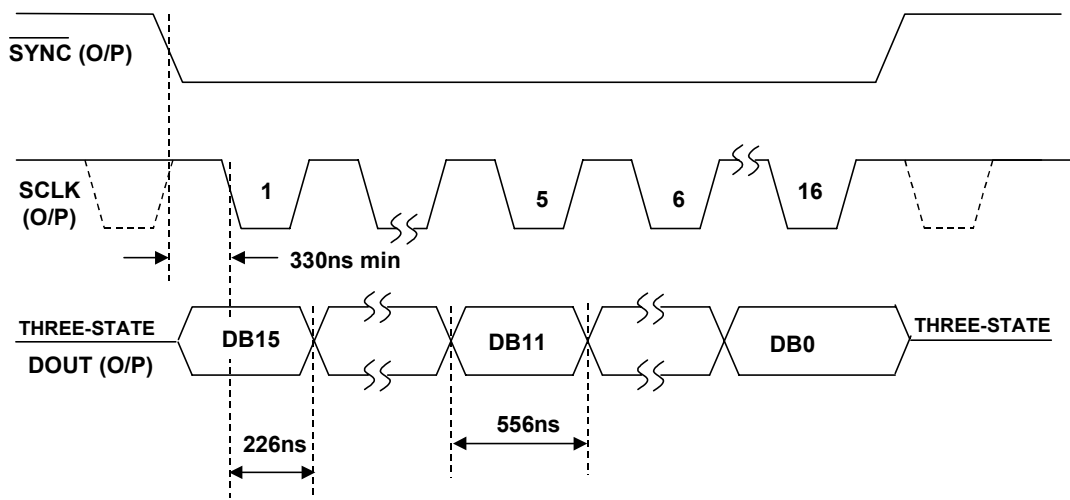 SYNC (O/P)
SCLK
(O/P)
1
5
6
16
330ns min
THREE-STATE
DOUT (O/P)
DB15
DB11
DB0
THREE-STATE
226ns
556ns